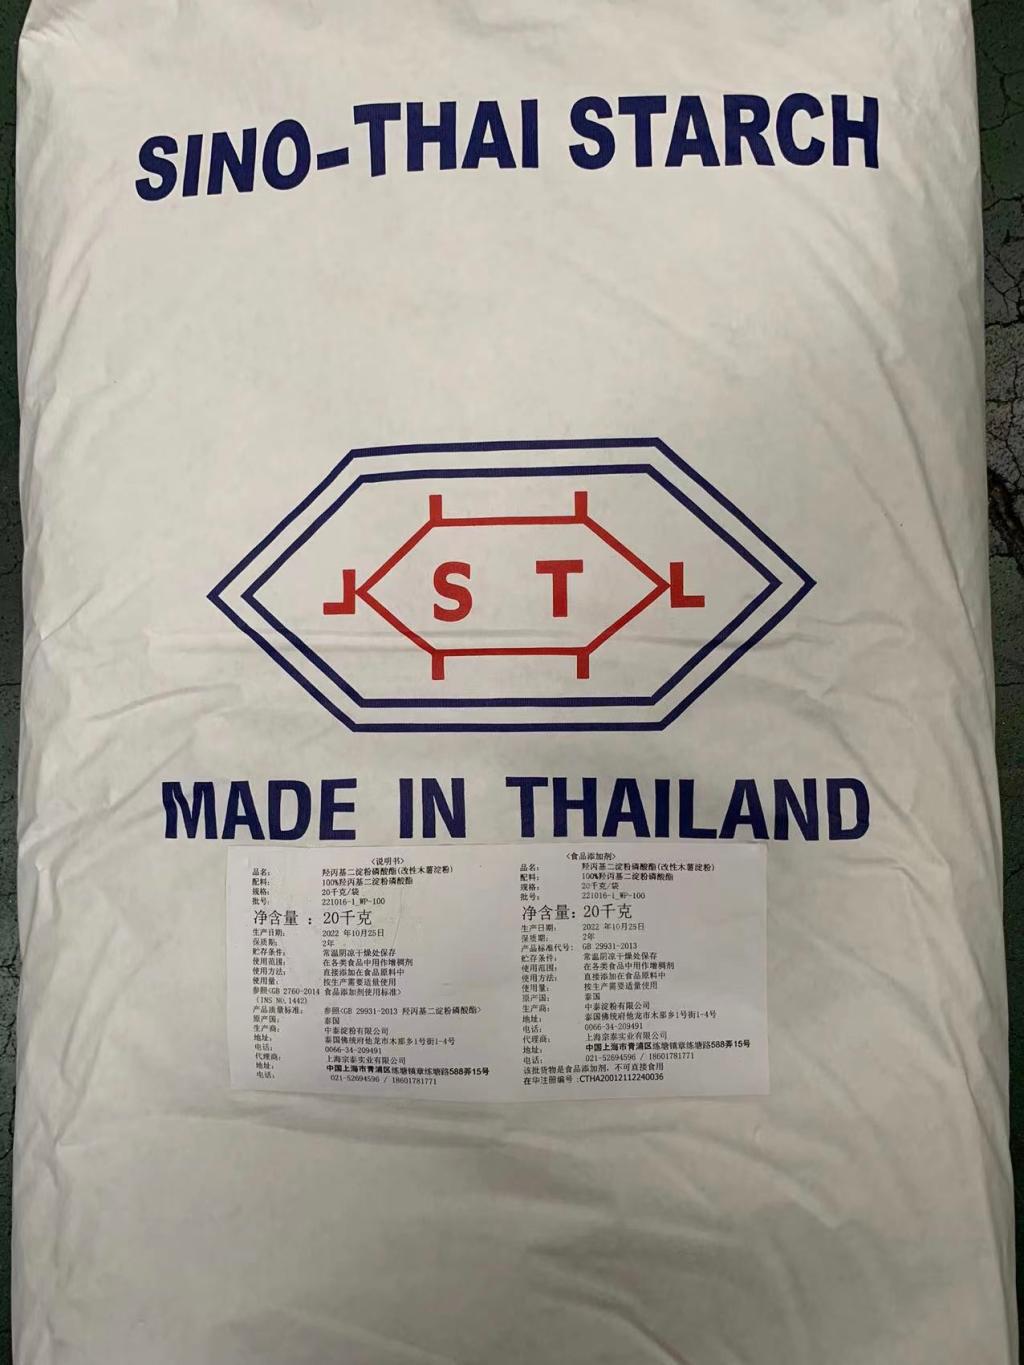 SINO-THAI STARCH
L S T L
MADE IN THAILAND
<说明书>
品名: 羟丙基二淀粉磷酸酯(改性木薯淀粉)
配料: 100%羟丙基二淀粉磷酸酯
规格: 20千克/袋
批号: 221016-1_WP-100
净含量 : 20千克
生产日期: 2022 年10月25日
保质期: 2年
贮存条件: 常温阴凉干燥处保存
使用范围: 在各类食品中用作增稠剂
使用方法: 直接添加在食品原料中
使用量: 按生产需要适量使用
参照<GB 2760-2014 食品添加剂使用标准>
(INS NO.1442)
产品质量标准: 参照<GB 29931-2013 羟丙基二淀粉磷酸酯>
原产国: 泰国
生产商: 中泰淀粉有限公司
地址: 泰国佛统府他龙市木那乡1号街1-4号
电话: 0066-34-209491
代理商: 上海宗泰实业有限公司
地址: 中国上海市青浦区练塘镇章练塘路588弄15号
电话: 021-52694596 / 18601781771
<食品添加剂>
品名: 羟丙基二淀粉磷酸酯(改性木薯淀粉)
配料: 100%羟丙基二淀粉磷酸酯
规格: 20千克/袋
批号: 221016-1_WP-100
净含量: 20千克
生产日期: 2022 年10月25日
保质期: 2年
产品标准代号: GB 29931-2013
贮存条件: 常温阴凉干燥处保存
使用范围: 在各类食品中用作增稠剂
使用方法: 直接添加在食品原料中
使用量: 按生产需要适量使用
原产国: 泰国
生产商: 中泰淀粉有限公司
地址: 泰国佛统府他龙市木那乡1号街1-4号
电话: 0066-34-209491
代理商: 上海宗泰实业有限公司
地址: 中国上海市青浦区练塘镇章练塘路588弄15号
电话: 021-52694596 / 18601781771
该批货物是食品添加剂, 不可直接食用
在华注册编号:CTHA20012112240036